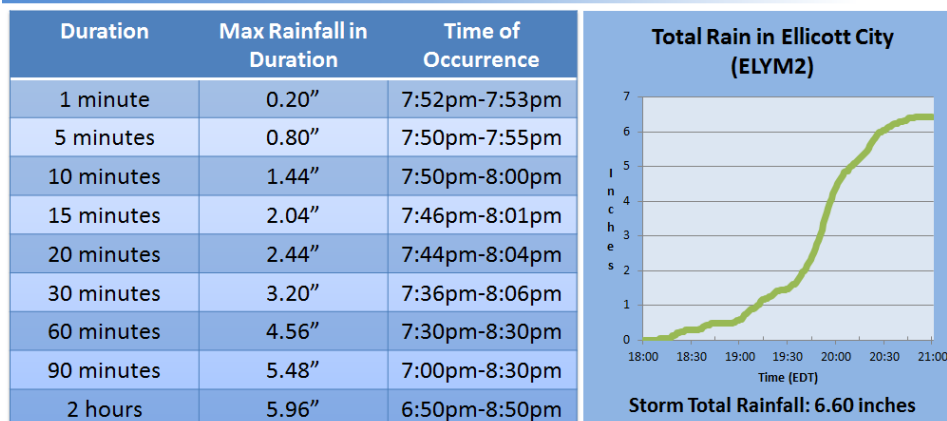 Duration Max Rainfall in Duration Time of Occurrence
1 minute 0.20” 7:52pm-7:53pm
5 minutes 0.80” 7:50pm-7:55pm
10 minutes 1.44” 7:50pm-8:00pm
15 minutes 2.04” 7:46pm-8:01pm
20 minutes 2.44” 7:44pm-8:04pm
30 minutes 3.20” 7:36pm-8:06pm
60 minutes 4.56” 7:30pm-8:30pm
90 minutes 5.48” 7:00pm-8:30pm
2 hours 5.96” 6:50pm-8:50pm
Total Rain in Ellicott City
(ELYM2)
Inches
7
6
5
4
3
2
1
0
18:00 18:30 19:00 19:30 20:00 20:30 21:00
Time (EDT)
Storm Total Rainfall: 6.60 inches